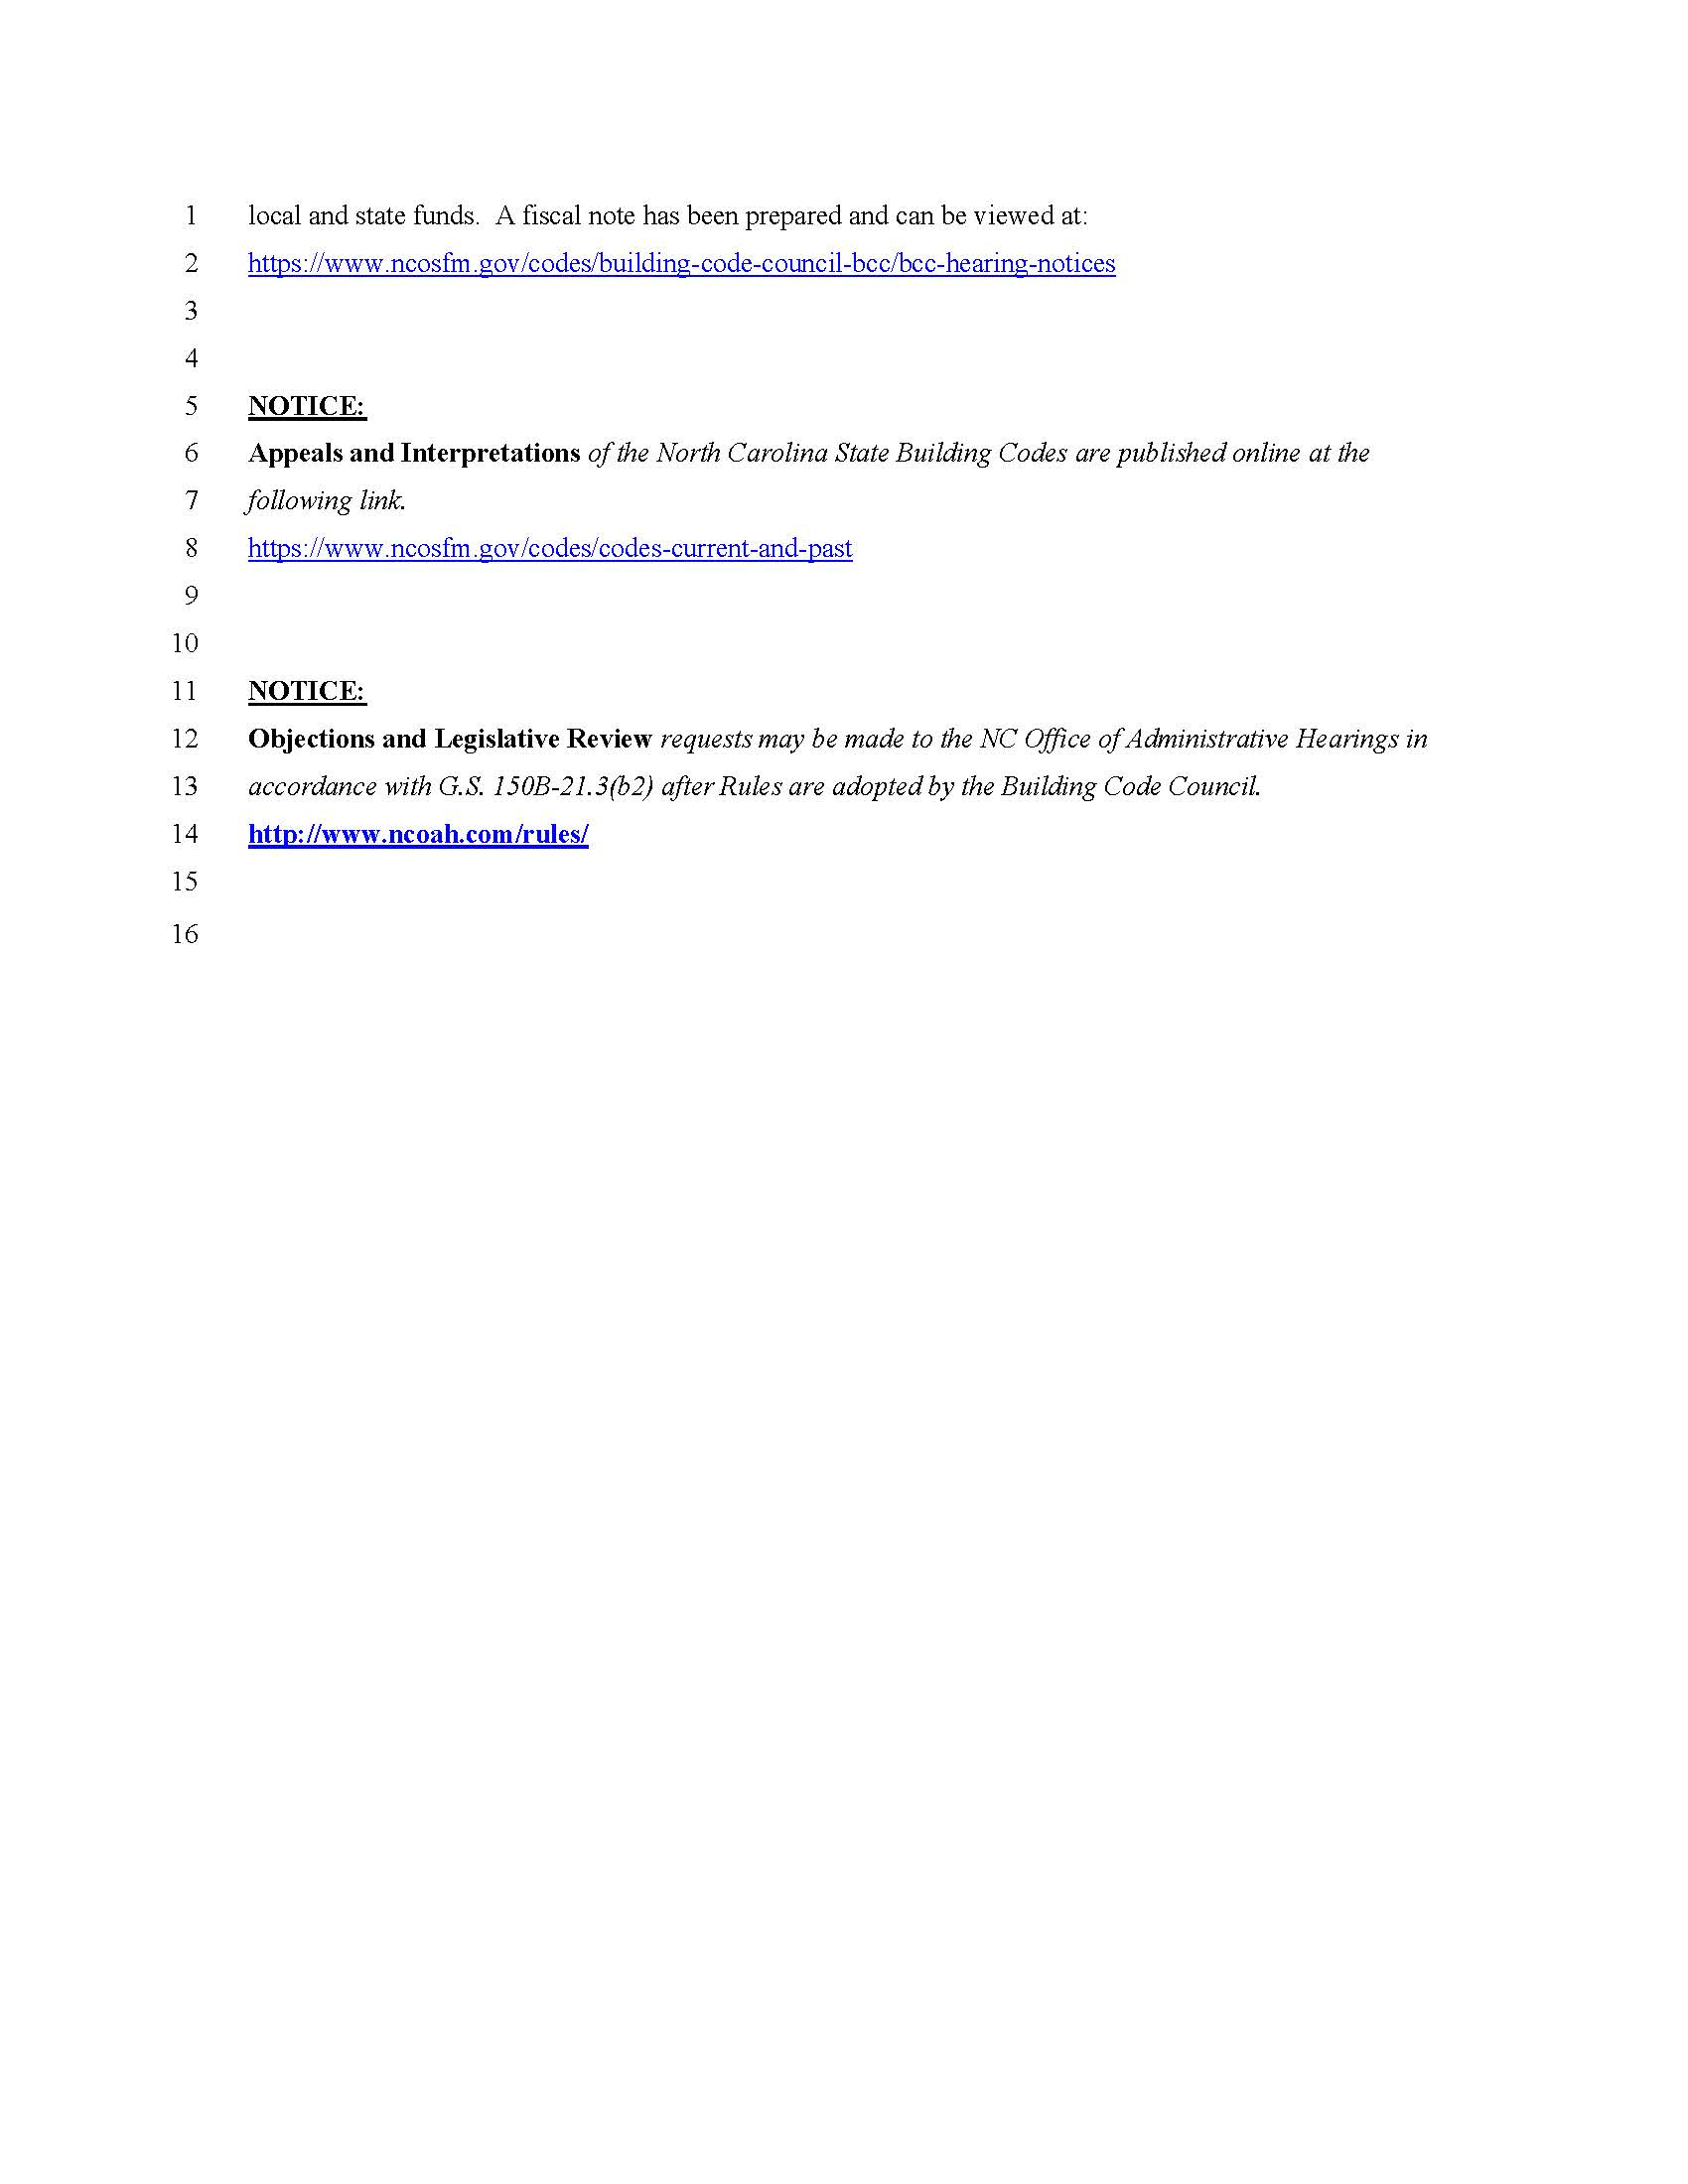 1 local and state funds.  A fiscal note has been prepared and can be viewed at:
2 https://www.ncosfm.gov/codes/building-code-council-bcc/bcc-hearing-notices
3
4
5 NOTICE:
6 Appeals and Interpretations of the North Carolina State Building Codes are published online at the
7 following link.
8 https://www.ncosfm.gov/codes/codes-current-and-past
9
10
11 NOTICE:
12 Objections and Legislative Review requests may be made to the NC Office of Administrative Hearings in
13 accordance with G.S. 150B-21.3(b2) after Rules are adopted by the Building Code Council.
14 http://www.ncoah.com/rules/
15
16